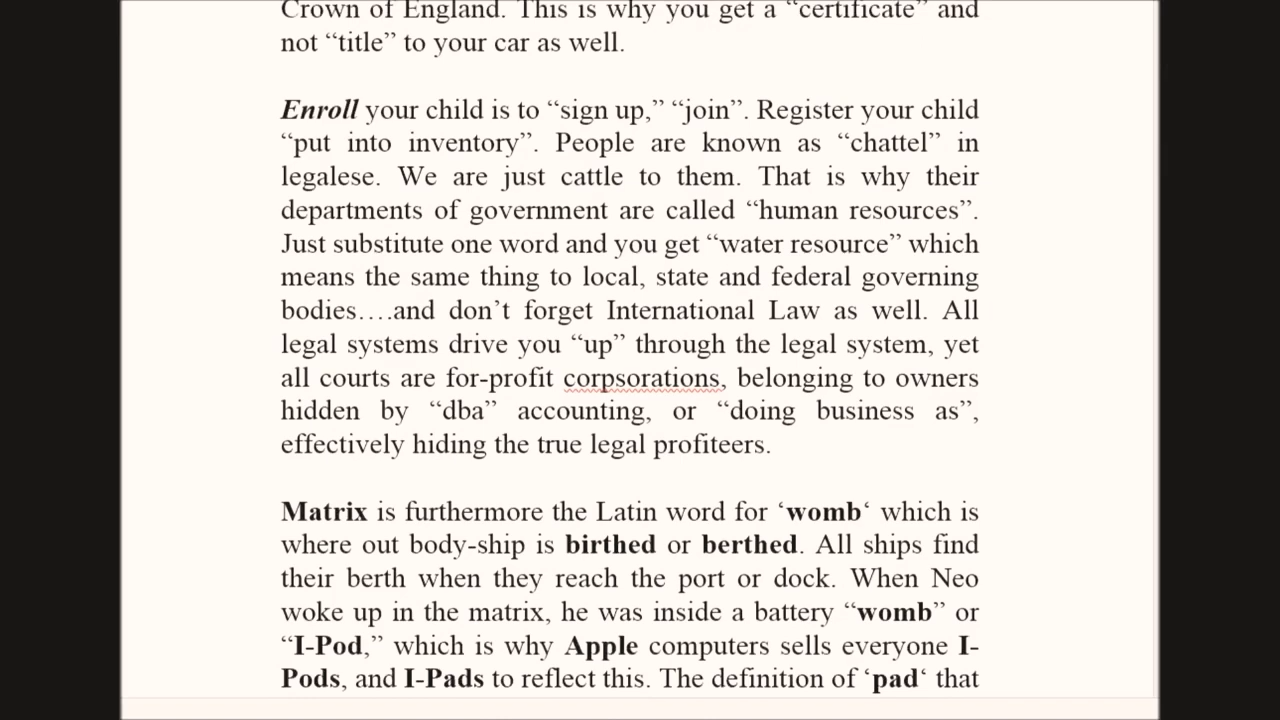 Crown of England. This is why you get a “certificate” and
not “title” to your car as well.
Enroll your child is to “sign up,” “join”. Register your child
“put into inventory”. People are known as “chattel” in
legalese. We are just cattle to them. That is why their
departments of government are called “human resources”.
Just substitute one word and you get “water resource” which
means the same thing to local, state and federal governing
bodies….and don’t forget International Law as well. All
legal systems drive you “up” through the legal system, yet
all courts are for-profit corpsorations, belonging to owners
hidden by “dba” accounting, or “doing business as”,
effectively hiding the true legal profiteers.
Matrix is furthermore the Latin word for ‘womb‘ which is
where out body-ship is birthed or berthed. All ships find
their berth when they reach the port or dock. When Neo
woke up in the matrix, he was inside a battery “womb” or
“I-Pod,” which is why Apple computers sells everyone I-
Pods, and I-Pads to reflect this. The definition of ‘pad‘ that